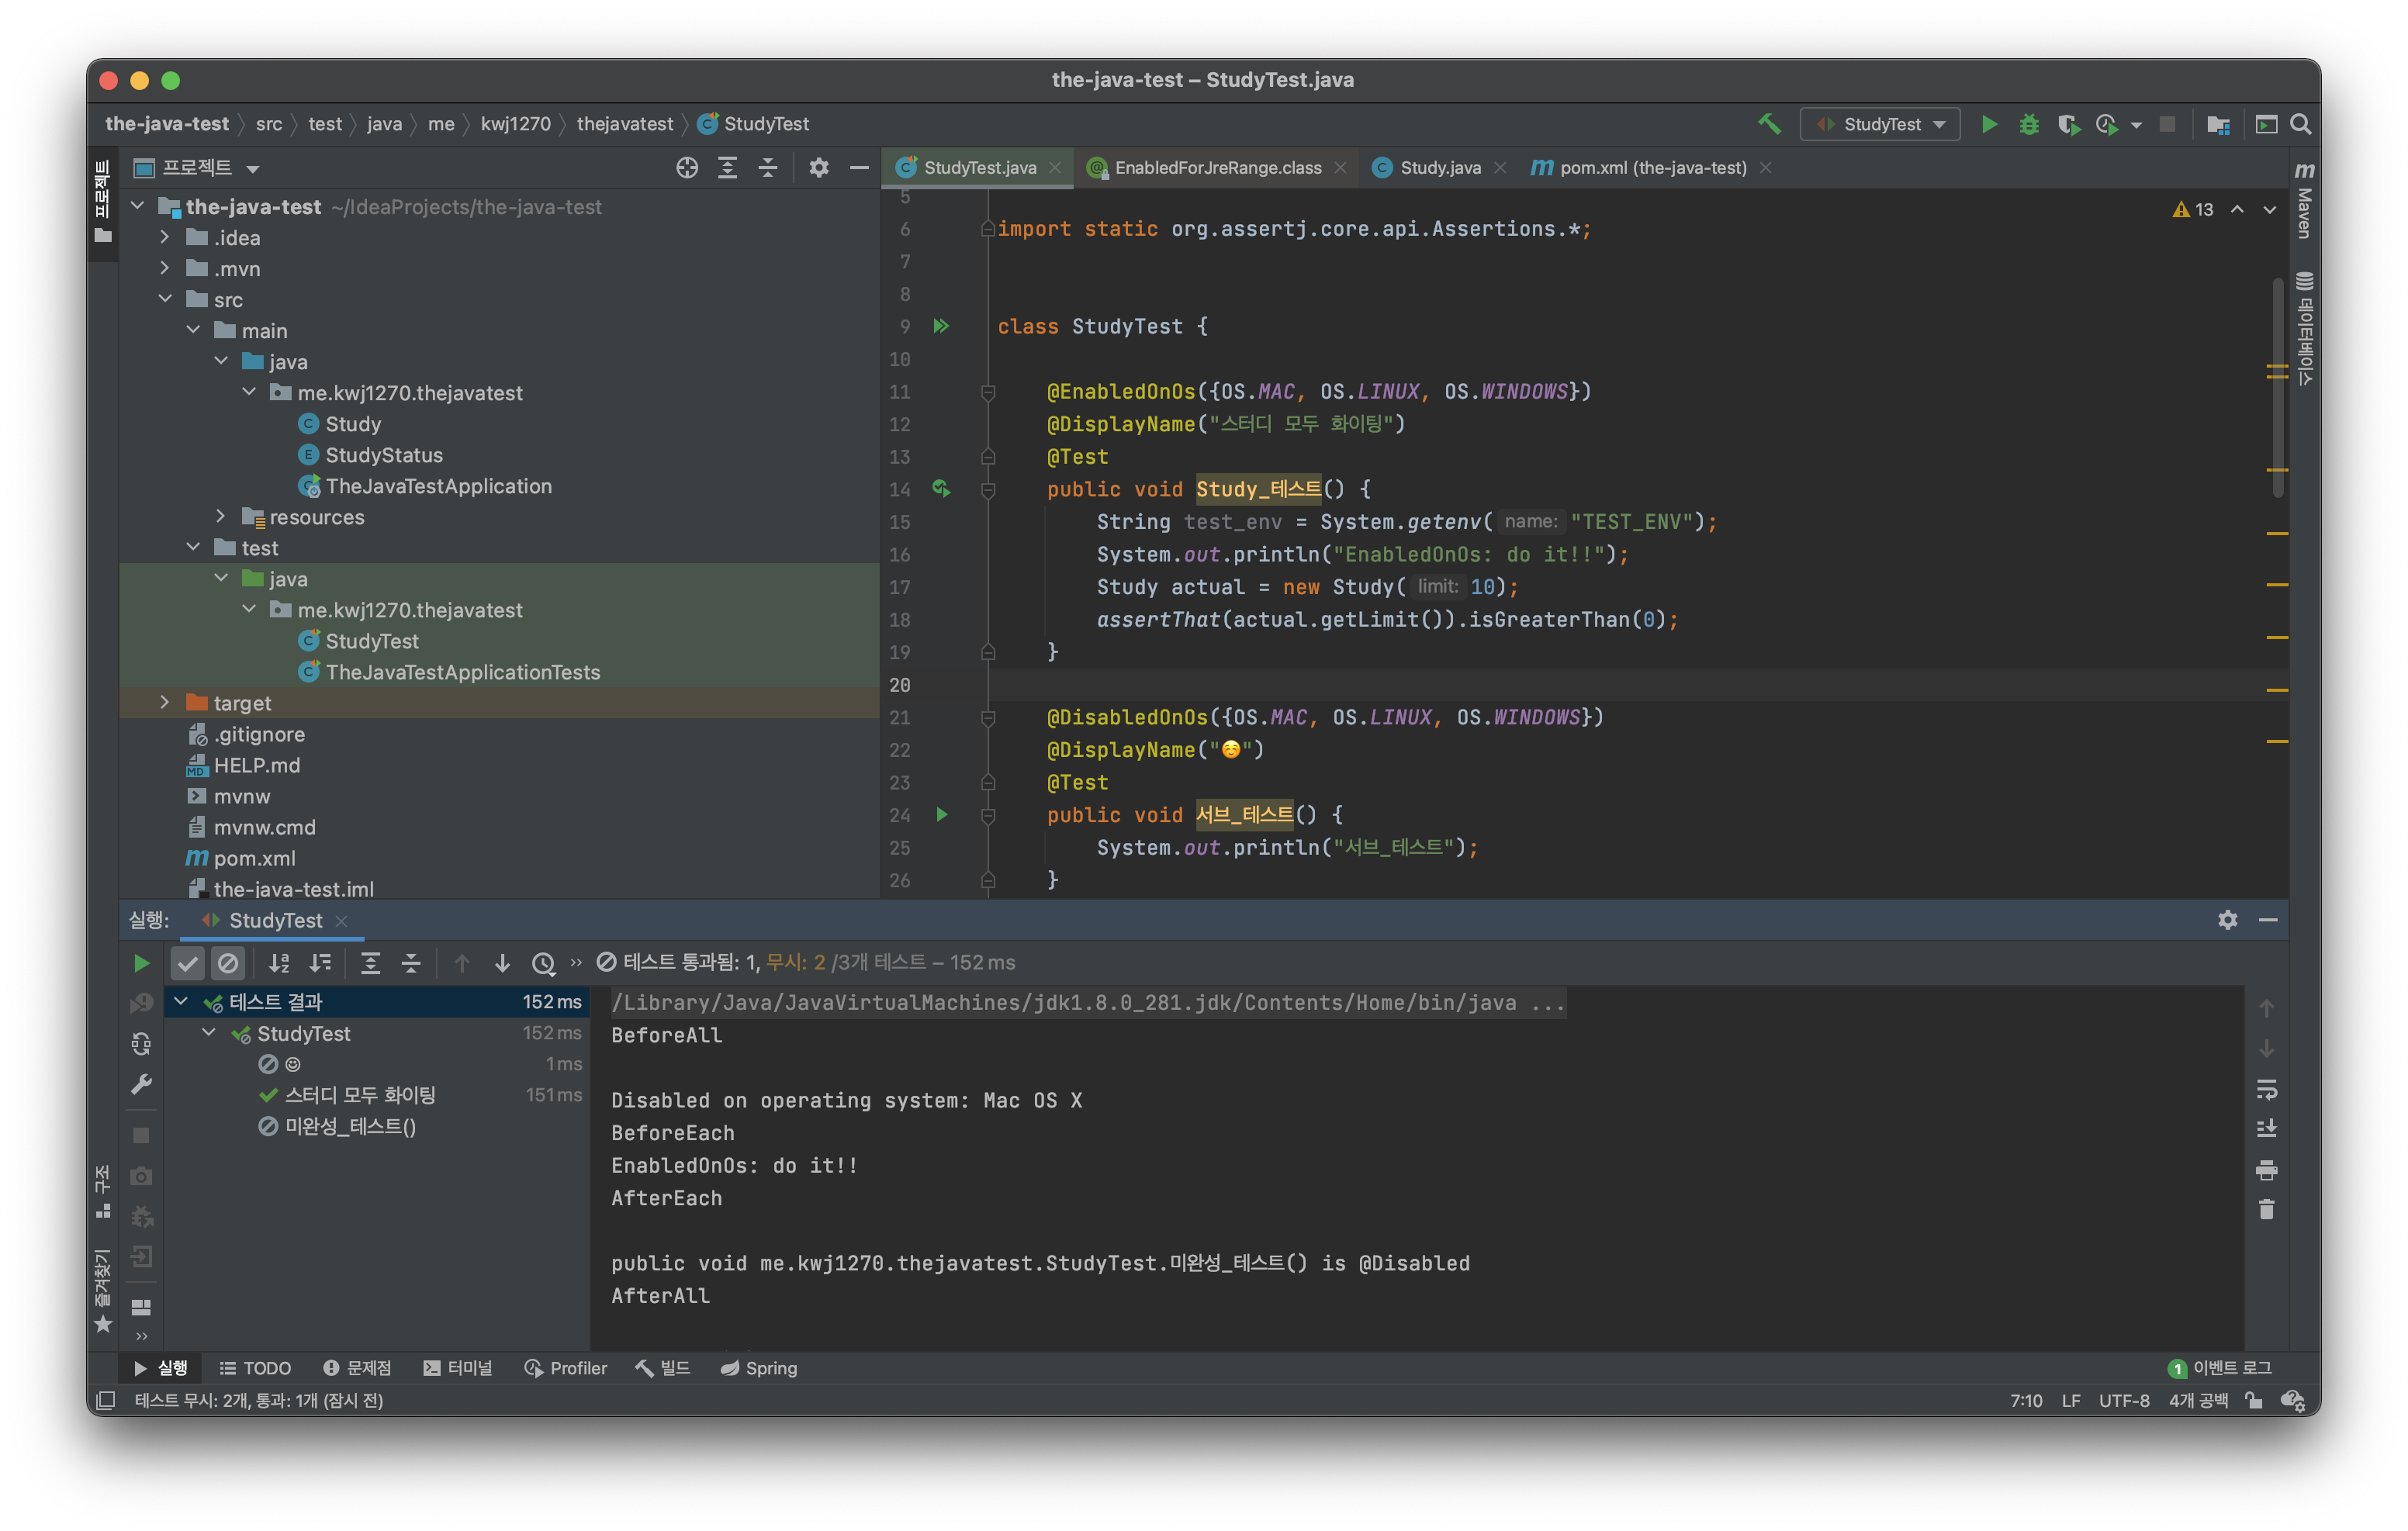 the-java-test – StudyTest.java
the-java-test 〉 src 〉 test 〉 java 〉 me 〉 kwj1270 〉 thejavatest 〉 StudyTest
StudyTest
프로젝트
프로젝트
StudyTest.java
EnabledForJreRange.class
Study.java
pom.xml (the-java-test)
Maven
데이터베이스
the-java-test ~/IdeaProjects/the-java-test
.idea
.mvn
src
main
java
me.kwj1270.thejavatest
Study
StudyStatus
TheJavaTestApplication
resources
test
java
me.kwj1270.thejavatest
StudyTest
TheJavaTestApplicationTests
target
.gitignore
HELP.md
mvnw
mvnw.cmd
pom.xml
the-java-test.iml
13
5
6 import static org.assertj.core.api.Assertions.*;
7
8
9 class StudyTest {
10
11 @EnabledOnOs({OS.MAC, OS.LINUX, OS.WINDOWS})
12 @DisplayName("스터디 모두 화이팅")
13 @Test
14 public void Study_테스트() {
15 String test_env = System.getenv( name: "TEST_ENV");
16 System.out.println("EnabledOnOs: do it!!");
17 Study actual = new Study( limit: 10);
18 assertThat(actual.getLimit()).isGreaterThan(0);
19 }
20
21 @DisabledOnOs({OS.MAC, OS.LINUX, OS.WINDOWS})
22 @DisplayName("☺️")
23 @Test
24 public void 서브_테스트() {
25 System.out.println("서브_테스트");
26 }
실행: StudyTest
테스트 통과됨: 1, 무시: 2 /3개 테스트 – 152 ms
테스트 결과 152 ms
StudyTest 152 ms
☺ 1 ms
스터디 모두 화이팅 151 ms
미완성_테스트()
/Library/Java/JavaVirtualMachines/jdk1.8.0_281.jdk/Contents/Home/bin/java ...
BeforeAll
Disabled on operating system: Mac OS X
BeforeEach
EnabledOnOs: do it!!
AfterEach
public void me.kwj1270.thejavatest.StudyTest.미완성_테스트() is @Disabled
AfterAll
구조
즐겨찾기
실행 TODO 문제점 터미널 Profiler 빌드 Spring
1 이벤트 로그
테스트 무시: 2개, 통과: 1개 (잠시 전)
7:10 LF UTF-8 4개 공백